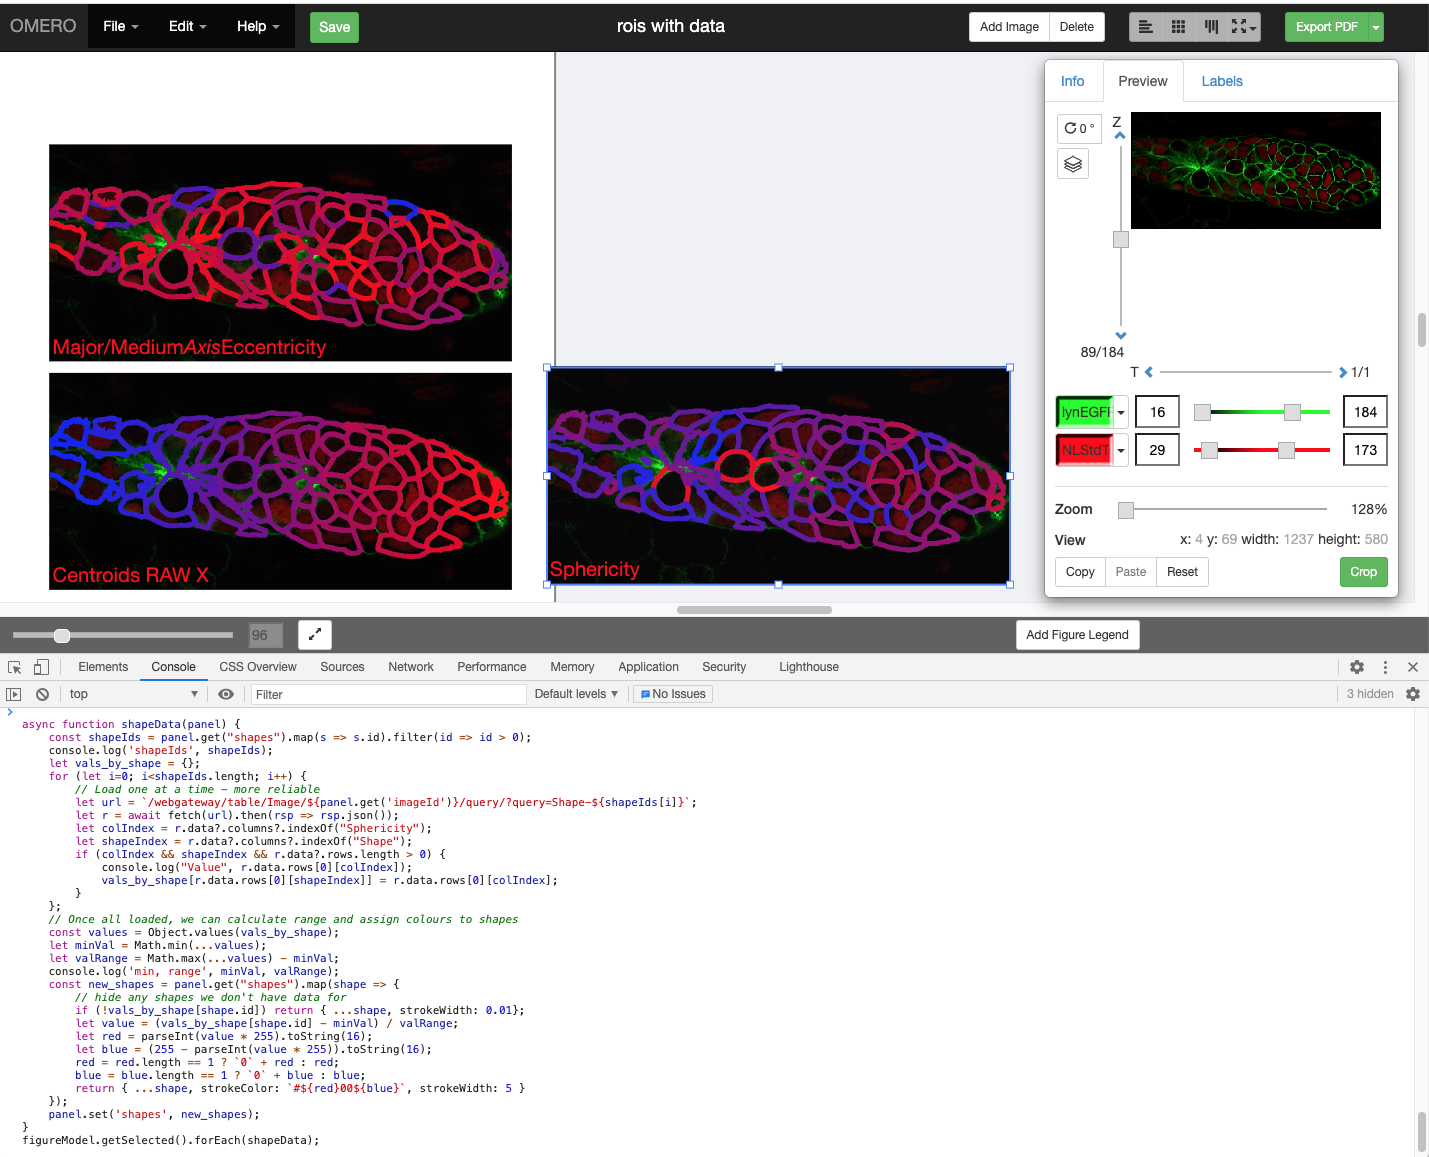 OMERO File Edit Help Save rois with data Add Image Delete Export PDF
Info Preview Labels
0 ° Z
Major/MediumAxisEccentricity
89/184
T 1/1
16 184
29 173
Zoom 128%
View x: 4 y: 69 width: 1237 height: 580
Copy Paste Reset Crop
Centroids RAW X
Sphericity
96 Add Figure Legend
Elements Console CSS Overview Sources Network Performance Memory Application Security Lighthouse
top Filter Default levels No Issues 3 hidden
>
async function shapeData(panel) {
const shapeIds = panel.get("shapes").map(s => s.id).filter(id => id > 0);
console.log('shapeIds', shapeIds);
let vals_by_shape = {};
for (let i=0; i<shapeIds.length; i++) {
// Load one at a time - more reliable
let url = `/webgateway/table/Image/${panel.get('imageId')}/query/?query=Shape-${shapeIds[i]}`;
let r = await fetch(url).then(rsp => rsp.json());
let colIndex = r.data?.columns?.indexOf("Sphericity");
let shapeIndex = r.data?.columns?.indexOf("Shape");
if (colIndex && shapeIndex && r.data?.rows.length > 0) {
console.log("Value", r.data.rows[0][colIndex]);
vals_by_shape[r.data.rows[0][shapeIndex]] = r.data.rows[0][colIndex];
}
};
// Once all loaded, we can calculate range and assign colours to shapes
const values = Object.values(vals_by_shape);
let minVal = Math.min(...values);
let valRange = Math.max(...values) - minVal;
console.log('min, range', minVal, valRange);
const new_shapes = panel.get("shapes").map(shape => {
// hide any shapes we don't have data for
if (!vals_by_shape[shape.id]) return { ...shape, strokeWidth: 0.01};
let value = (vals_by_shape[shape.id] - minVal) / valRange;
let red = parseInt(value * 255).toString(16);
let blue = (255 - parseInt(value * 255)).toString(16);
red = red.length == 1 ? `0` + red : red;
blue = blue.length == 1 ? `0` + blue : blue;
return { ...shape, strokeColor: `#${red}00${blue}`, strokeWidth: 5 }
});
panel.set('shapes', new_shapes);
}
figureModel.getSelected().forEach(shapeData);